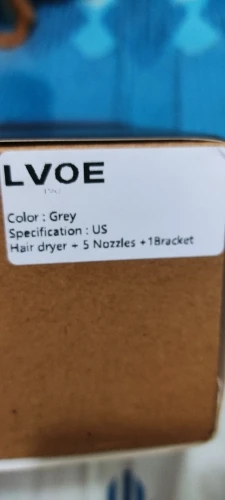 LVOE
Color : Grey
Specification : US
Hair dryer + 5 Nozzles +1Bracket